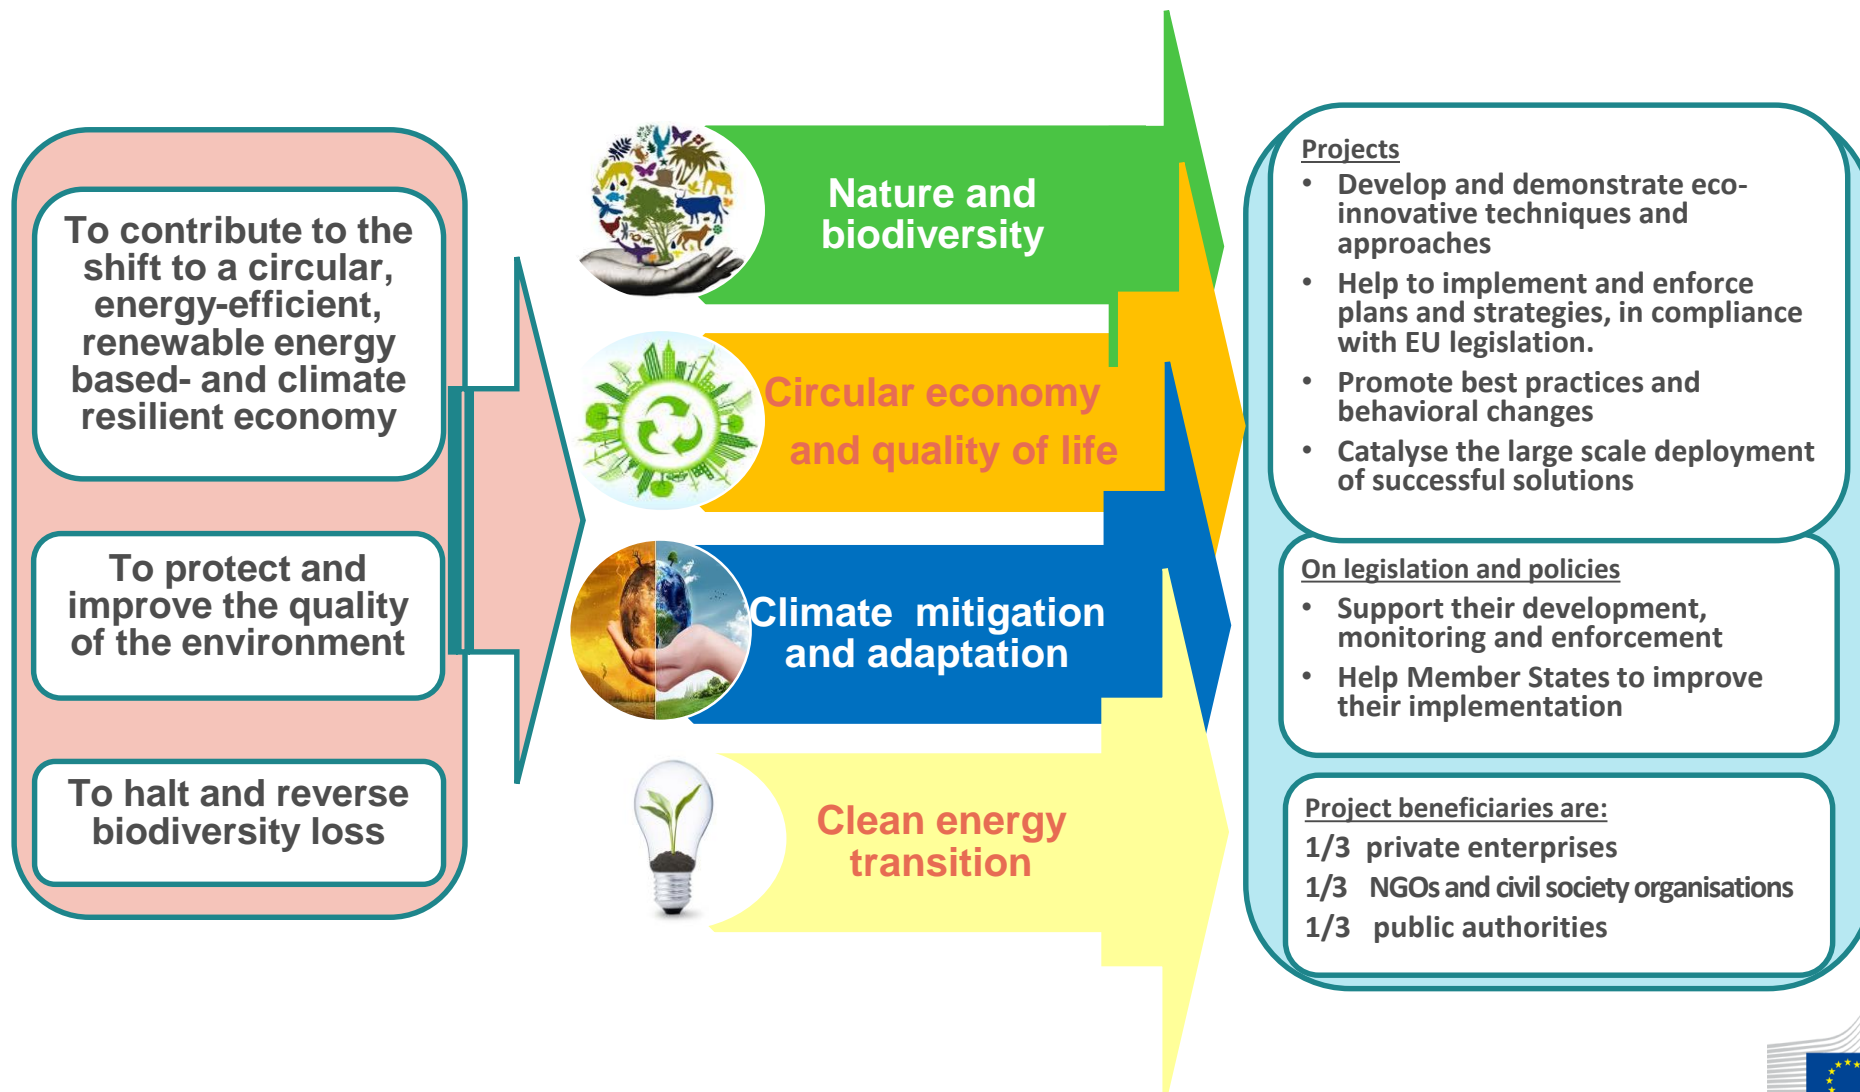 To contribute to the
shift to a circular,
energy-efficient,
renewable energy
based- and climate
resilient economy
To protect and
improve the quality
of the environment
To halt and reverse
biodiversity loss
Nature and
biodiversity
Circular economy
and quality of life
Climate mitigation
and adaptation
Clean energy
transition
Projects
• Develop and demonstrate eco-
innovative techniques and
approaches
• Help to implement and enforce
plans and strategies, in compliance
with EU legislation.
• Promote best practices and
behavioral changes
• Catalyse the large scale deployment
of successful solutions
On legislation and policies
• Support their development,
monitoring and enforcement
• Help Member States to improve
their implementation
Project beneficiaries are:
1/3 private enterprises
1/3 NGOs and civil society organisations
1/3 public authorities